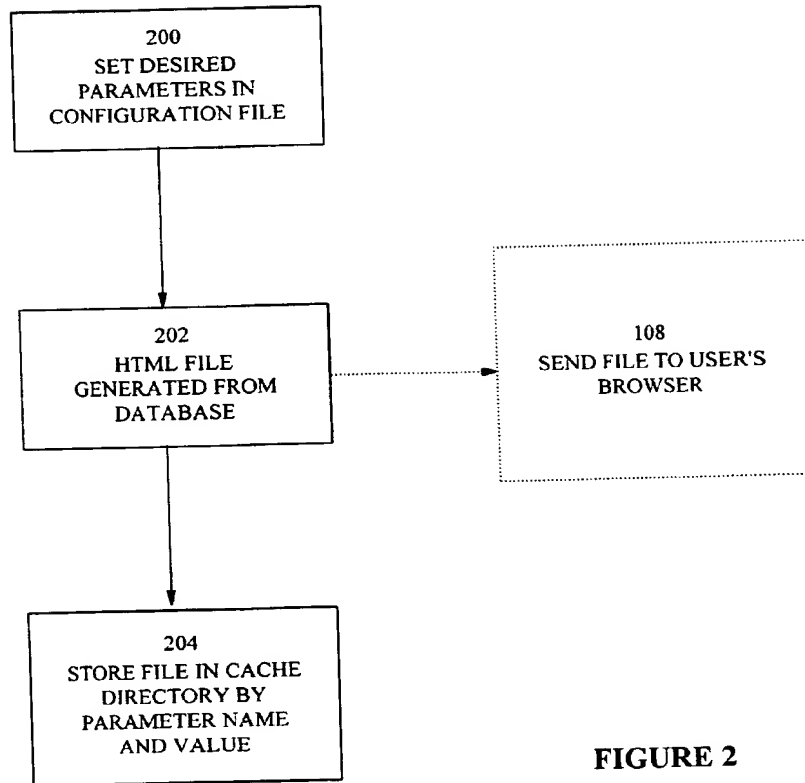 200
SET DESIRED
PARAMETERS IN
CONFIGURATION FILE
202
HTML FILE
GENERATED FROM
DATABASE
108
SEND FILE TO USER'S
BROWSER
204
STORE FILE IN CACHE
DIRECTORY BY
PARAMETER NAME
AND VALUE
FIGURE 2